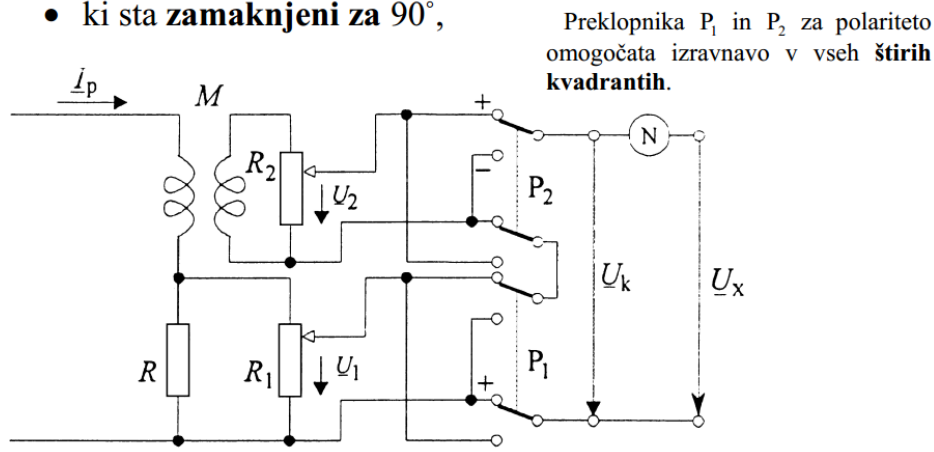 • ki sta zamaknjeni za 90°,
Preklopnika P₁ in P₂ za polariteto
omogočata izravnavo v vseh štirih
kvadrantih.
İp
M
+
N
R₂
U₂
−
P₂
Uk
Ux
R
R₁
U₁
P₁
+